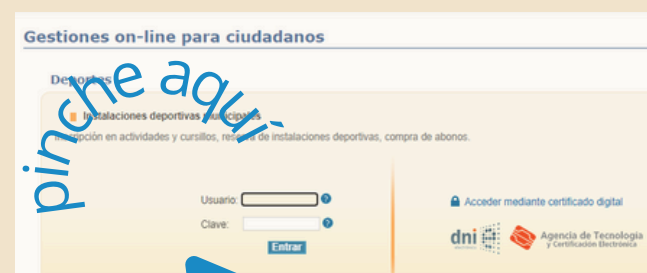 Gestiones on-line para ciudadanos
Deportes
pinche aquí
Instalaciones deportivas municipales
Inscripción en actividades y cursillos, reserva de instalaciones deportivas, compra de abonos.
Usuario:
Clave:
Entrar
Acceder mediante certificado digital
dni
Agencia de Tecnología
y Certificación Electrónica